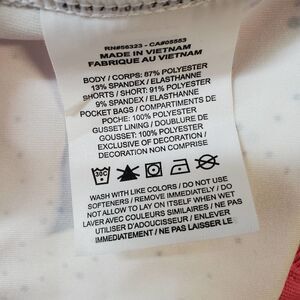 RN#56323 - CA#05553
MADE IN VIETNAM
FABRIQUE AU VIETNAM
BODY / CORPS: 87% POLYESTER
13% SPANDEX / ELASTHANNE
SHORTS / SHORT: 91% POLYESTER
9% SPANDEX / ELASTHANNE
POCKET BAGS / COMPARTIMENTS DE
POCHE: 100% POLYESTER
GUSSET LINING / DOUBLURE DE
GOUSSET: 100% POLYESTER
EXCLUSIVE OF DECORATION /
DECORATION NON COMPRISE
30C
WASH WITH LIKE COLORS / DO NOT USE
SOFTENERS / REMOVE IMMEDIATELY / DO
NOT ALLOW TO LAY ON ITSELF WHEN WET
LAVER AVEC COULEURS SIMILAIRES / NE PAS
UTILISER D'ADOUCISSEUR / ENLEVER
IMMEDIATEMENT / NE PAS LAISSER LE